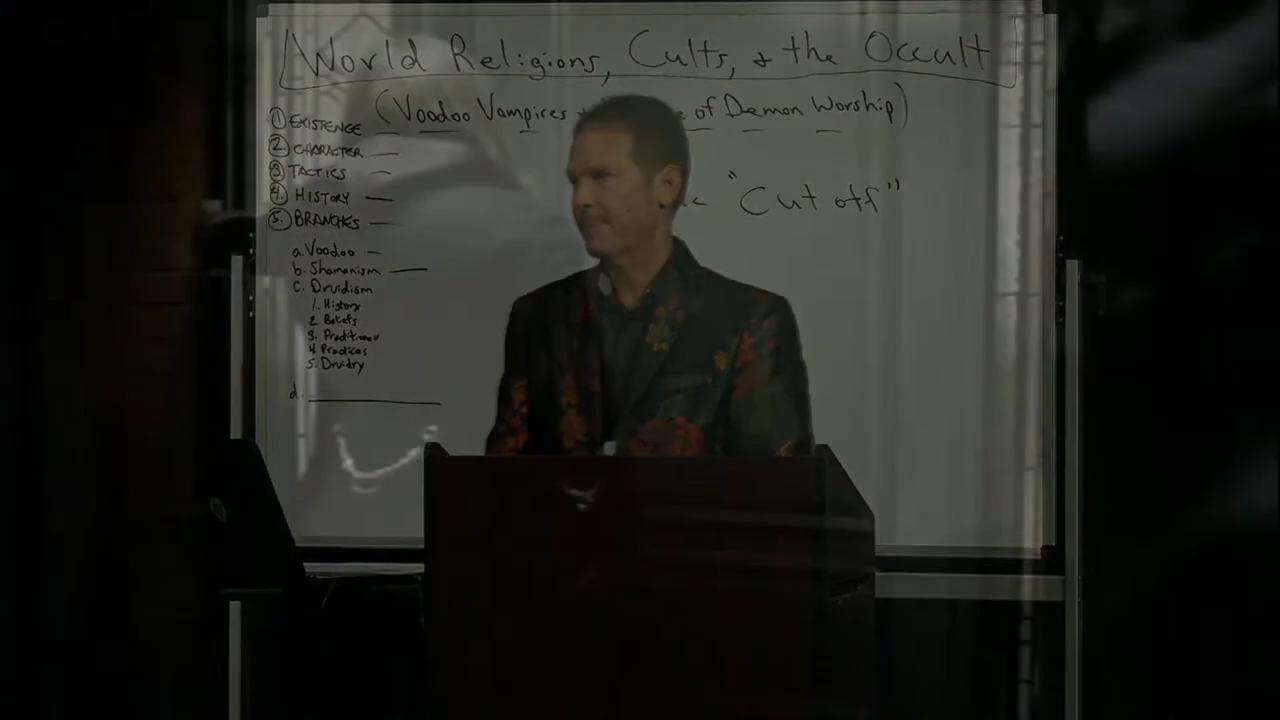 World Religions, Cults, & the Occult
(Voodoo Vampires of Demon Worship)
① EXISTENCE —
② CHARACTER —
③ TACTICS —
④ HISTORY —
⑤ BRANCHES —
"Cut off"
a. Voodoo —
b. Shamanism —
c. Druidism
1. History
2. Beliefs
3.
4. Practices
5. Druidry
d.